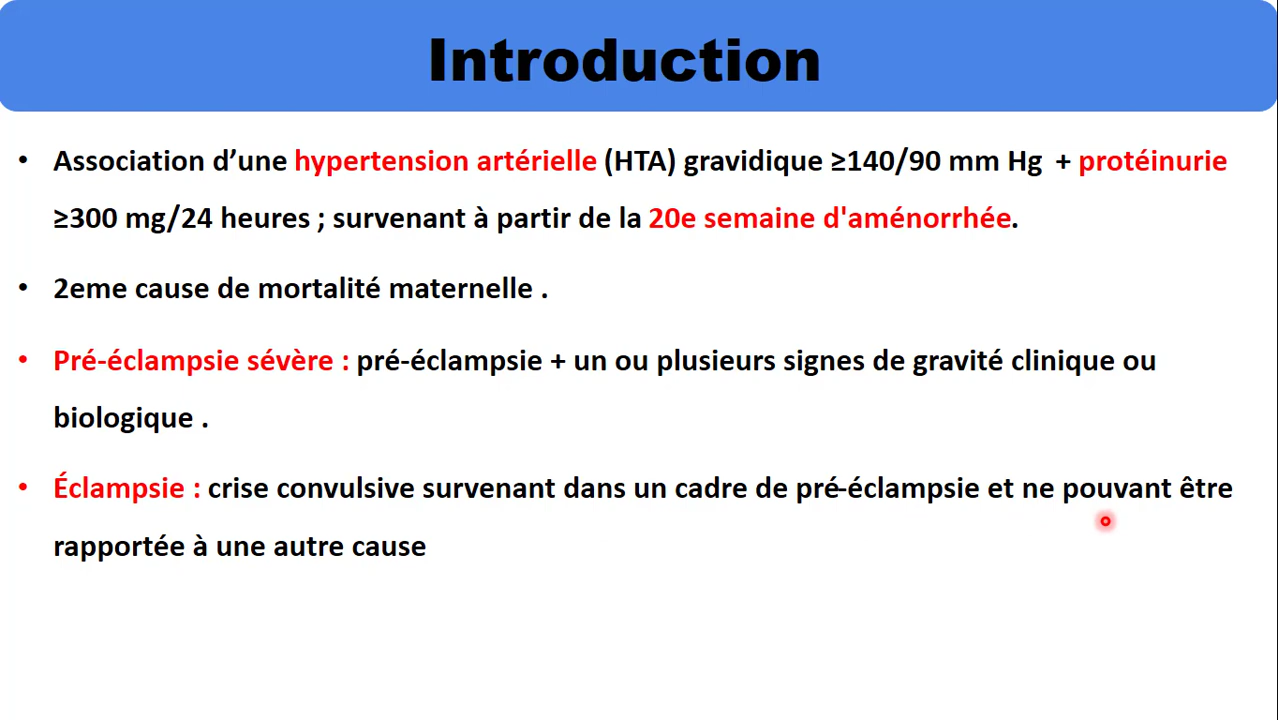 Introduction
• Association d’une hypertension artérielle (HTA) gravidique ≥140/90 mm Hg + protéinurie
≥300 mg/24 heures ; survenant à partir de la 20e semaine d'aménorrhée.
• 2eme cause de mortalité maternelle .
• Pré-éclampsie sévère : pré-éclampsie + un ou plusieurs signes de gravité clinique ou
biologique .
• Éclampsie : crise convulsive survenant dans un cadre de pré-éclampsie et ne pouvant être
rapportée à une autre cause